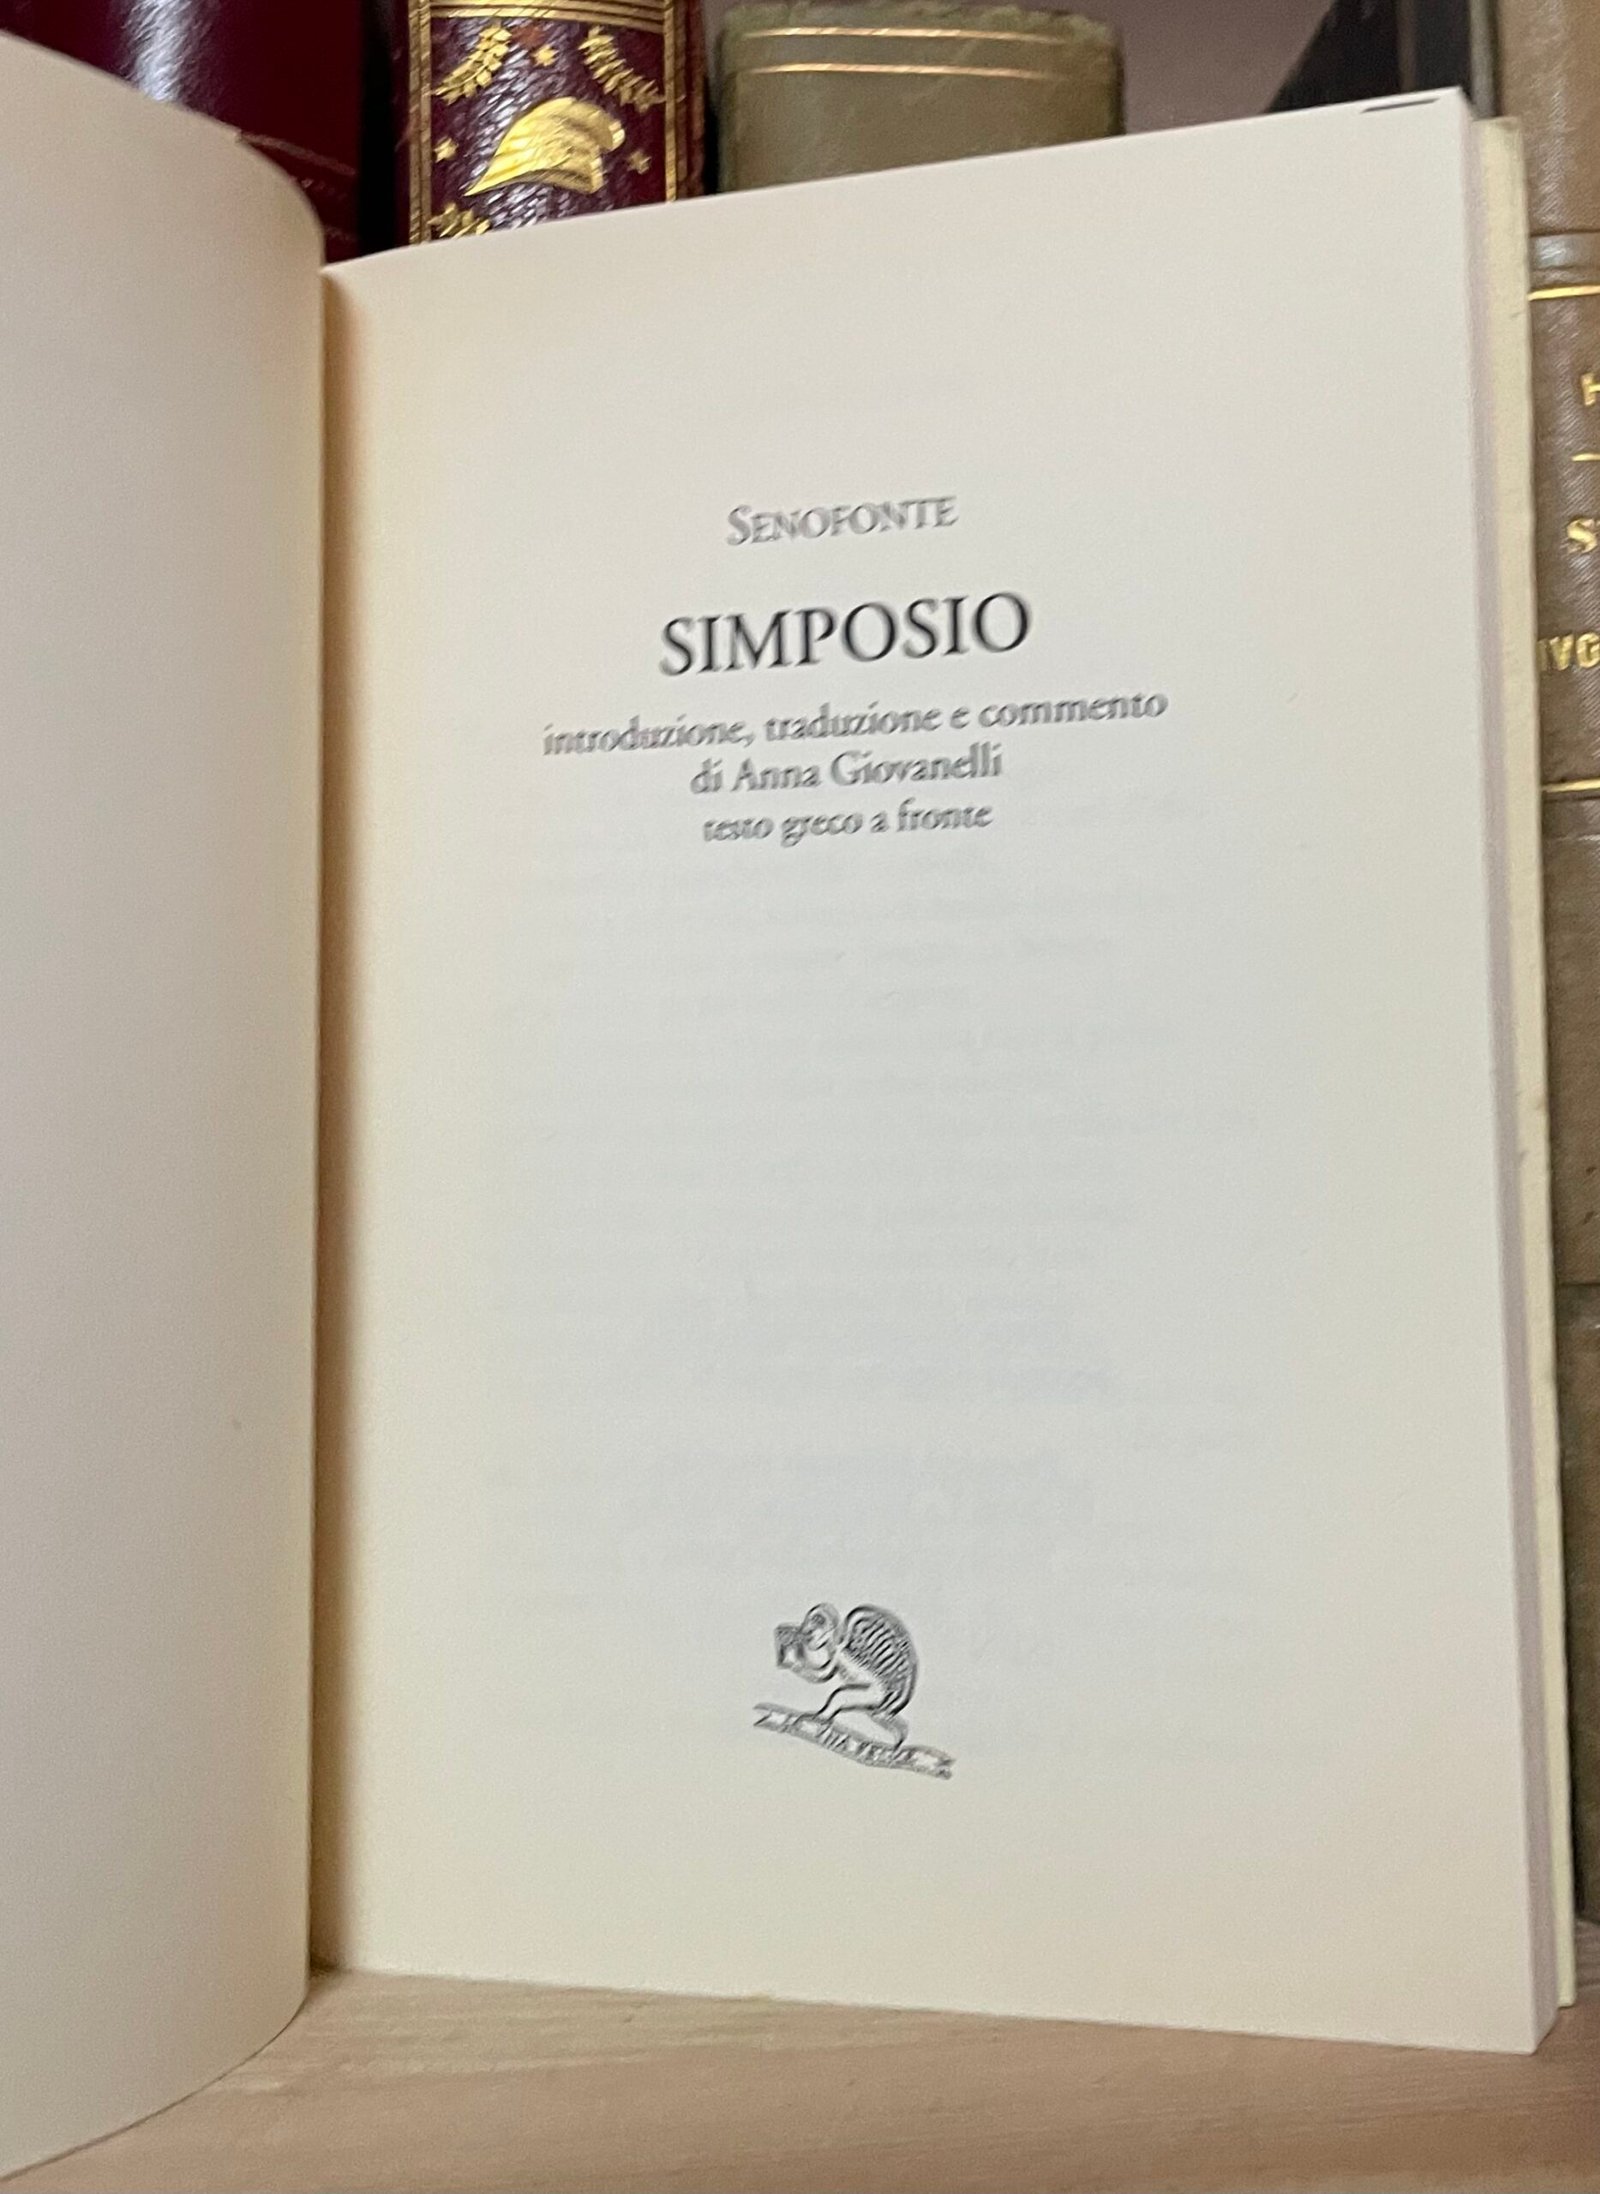 SENOFONTE
SIMPOSIO
introduzione, traduzione e commento
di Anna Giovanelli
testo greco a fronte